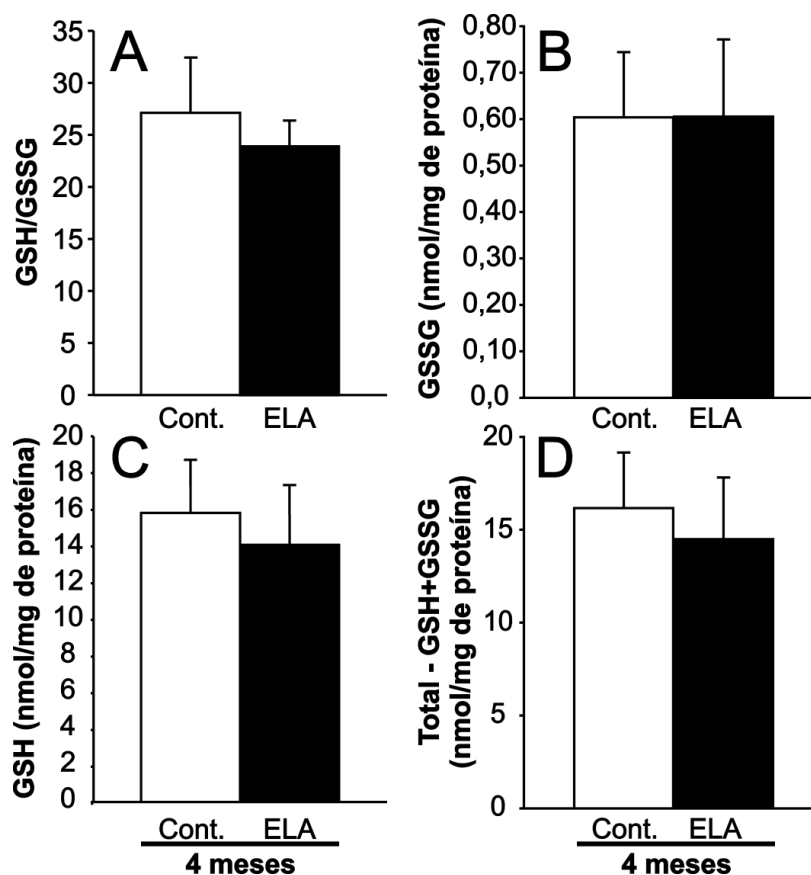 A
GSH/GSSG
35
30
25
20
15
10
5
0
Cont.
ELA
B
GSSG (nmol/mg de proteína)
0,80
0,70
0,60
0,50
0,40
0,30
0,20
0,10
0,0
Cont.
ELA
C
GSH (nmol/mg de proteína)
20
18
16
14
12
10
8
6
4
2
0
Cont.
ELA
4 meses
D
Total - GSH+GSSG
(nmol/mg de proteína)
20
15
10
5
0
Cont.
ELA
4 meses